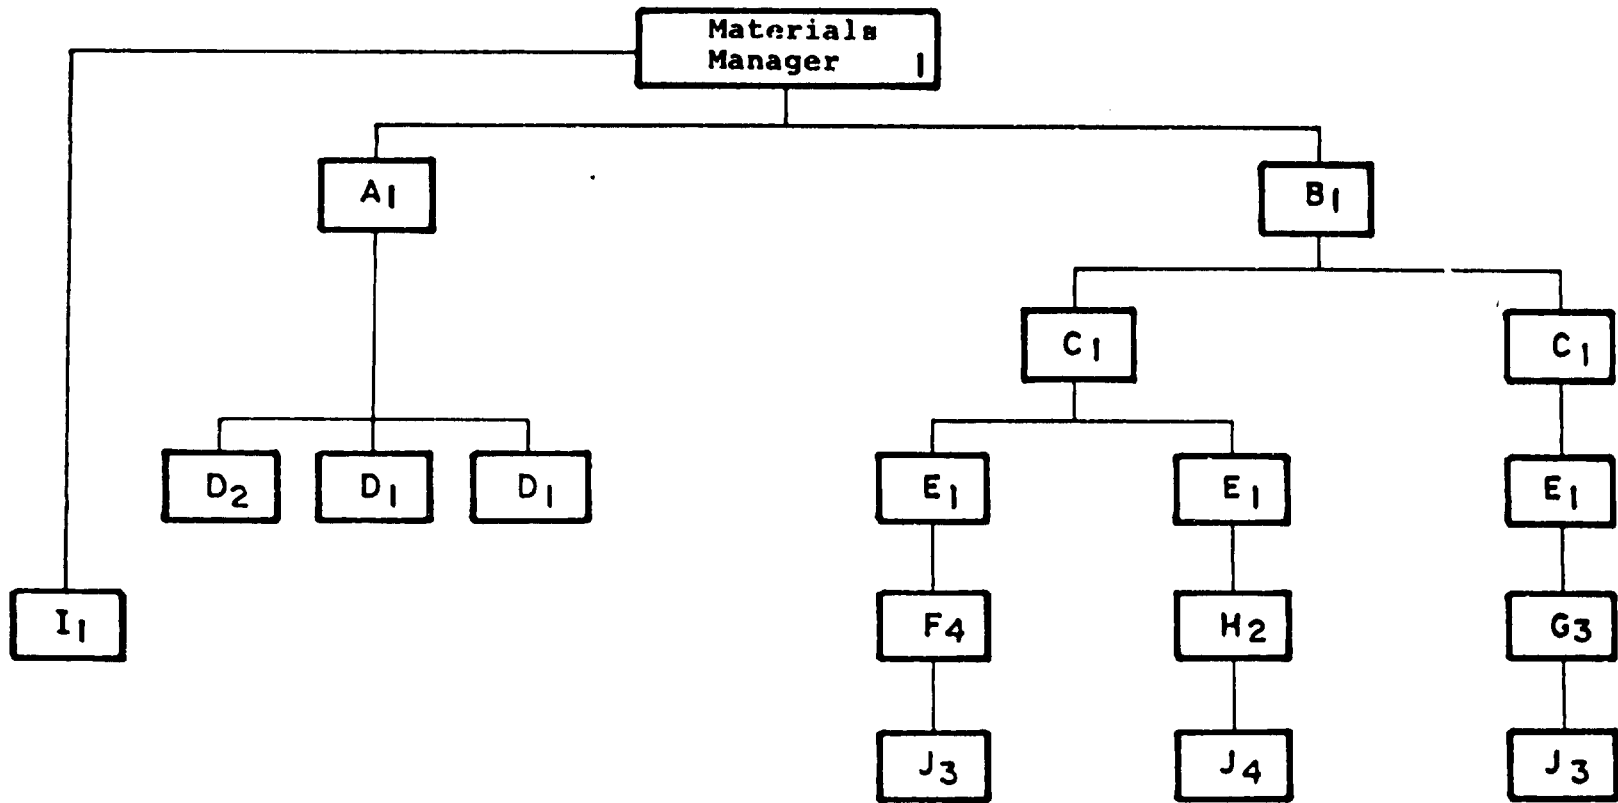 Materials
Manager 1
A1
B1
C1
C1
D2
D1
D1
E1
E1
E1
I1
F4
H2
G3
J3
J4
J3